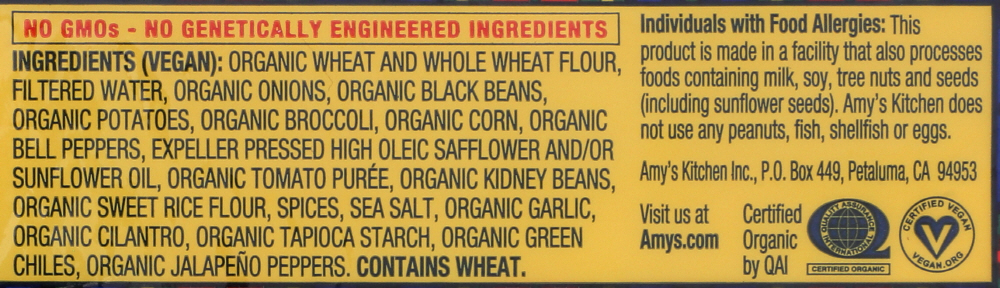 NO GMOs - NO GENETICALLY ENGINEERED INGREDIENTS
INGREDIENTS (VEGAN): ORGANIC WHEAT AND WHOLE WHEAT FLOUR,
FILTERED WATER, ORGANIC ONIONS, ORGANIC BLACK BEANS,
ORGANIC POTATOES, ORGANIC BROCCOLI, ORGANIC CORN, ORGANIC
BELL PEPPERS, EXPELLER PRESSED HIGH OLEIC SAFFLOWER AND/OR
SUNFLOWER OIL, ORGANIC TOMATO PURÉE, ORGANIC KIDNEY BEANS,
ORGANIC SWEET RICE FLOUR, SPICES, SEA SALT, ORGANIC GARLIC,
ORGANIC CILANTRO, ORGANIC TAPIOCA STARCH, ORGANIC GREEN
CHILES, ORGANIC JALAPEÑO PEPPERS. CONTAINS WHEAT.
Individuals with Food Allergies: This
product is made in a facility that also processes
foods containing milk, soy, tree nuts and seeds
(including sunflower seeds). Amy's Kitchen does
not use any peanuts, fish, shellfish or eggs.
Amy's Kitchen Inc., P.O. Box 449, Petaluma, CA 94953
Visit us at
Amys.com
Certified
Organic
by QAI
QUALITY ASSURANCE
INTERNATIONAL
CERTIFIED ORGANIC
CERTIFIED VEGAN
V
VEGAN.ORG